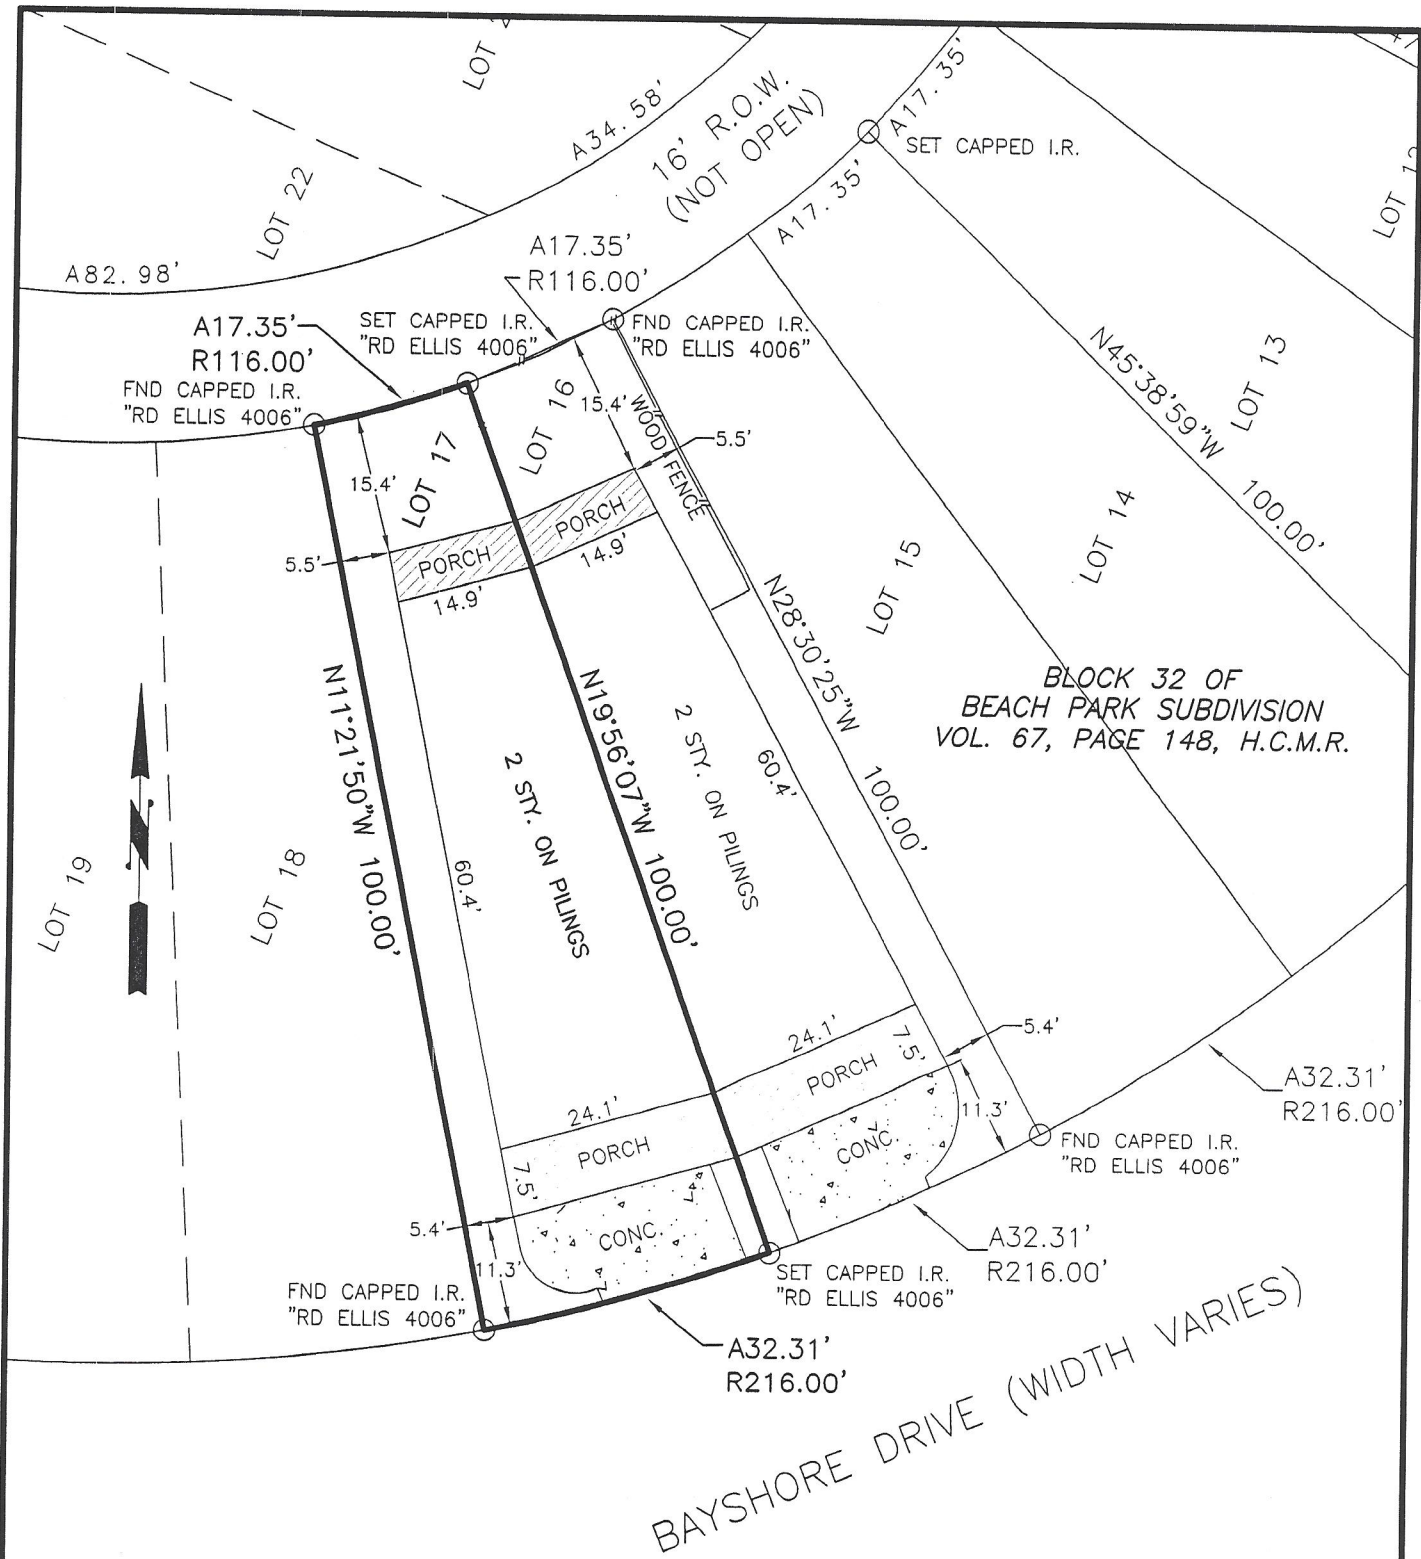 A34.58'
16' R.O.W.
(NOT OPEN)
A17.35'
SET CAPPED I.R.
A17.35'
LOT 22
LOT
A82.98'
A17.35'
R116.00'
A17.35'
R116.00'
SET CAPPED I.R.
"RD ELLIS 4006"
FND CAPPED I.R.
"RD ELLIS 4006"
FND CAPPED I.R.
"RD ELLIS 4006"
LOT 13
N45°38'59"W 100.00'
LOT 17
LOT 16
15.4'
15.4'
WOOD FENCE
5.5'
5.5'
PORCH
PORCH
14.9'
14.9'
LOT 15
LOT 14
N28°30'25"W 100.00'
BLOCK 32 OF
BEACH PARK SUBDIVISION
VOL. 67, PAGE 148, H.C.M.R.
N11°21'50"W 100.00'
N19°56'07"W 100.00'
2 STY. ON PILINGS
2 STY. ON PILINGS
60.4'
60.4'
N
LOT 19
LOT 18
24.1'
24.1'
7.5'
7.5'
PORCH
PORCH
5.4'
5.4'
CONC.
CONC.
11.3'
11.3'
A32.31'
R216.00'
FND CAPPED I.R.
"RD ELLIS 4006"
A32.31'
R216.00'
SET CAPPED I.R.
"RD ELLIS 4006"
FND CAPPED I.R.
"RD ELLIS 4006"
A32.31'
R216.00'
BAYSHORE DRIVE (WIDTH VARIES)